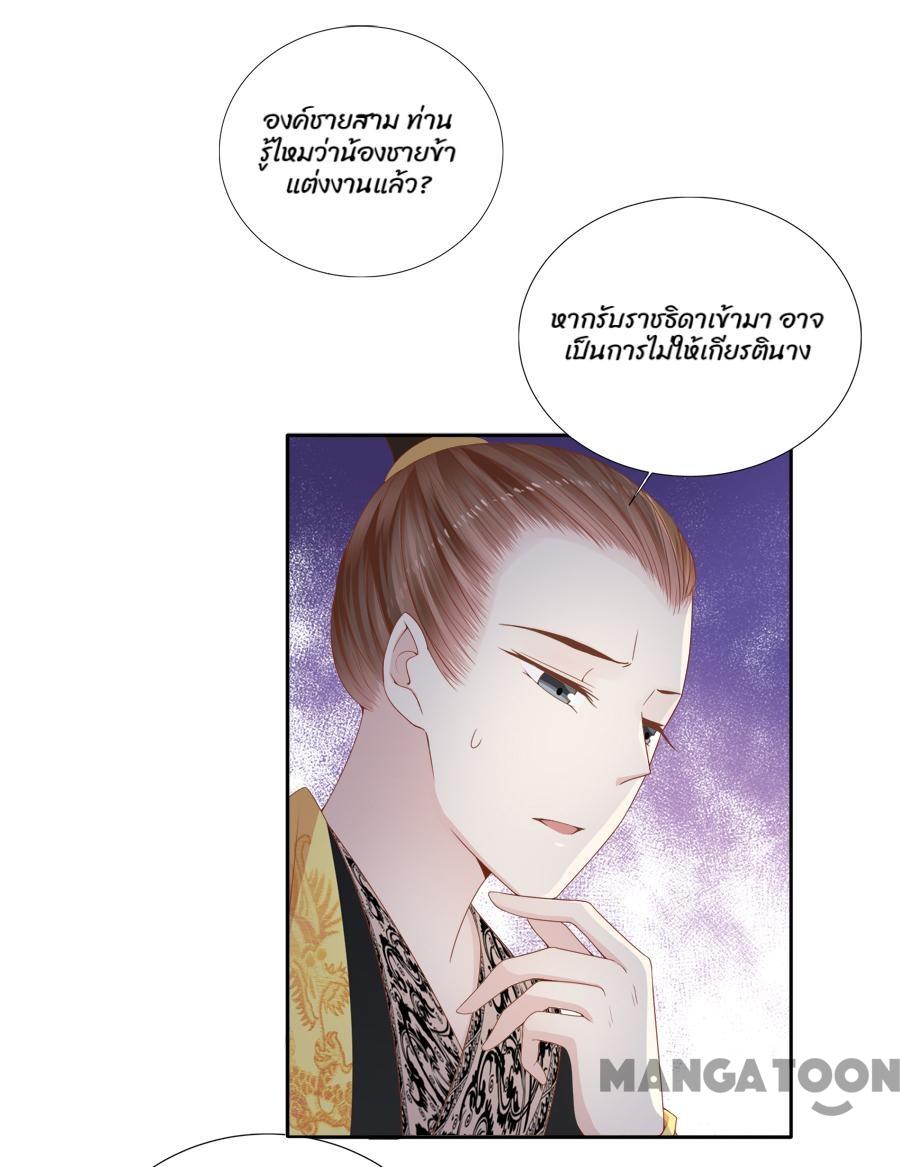 องค์ชายสาม ท่าน
รู้ไหมว่าน้องชายข้า
แต่งงานแล้ว?
หากรับราชธิดาเข้ามา อาจ
เป็นการไม่ให้เกียรตินาง
MANGATOON